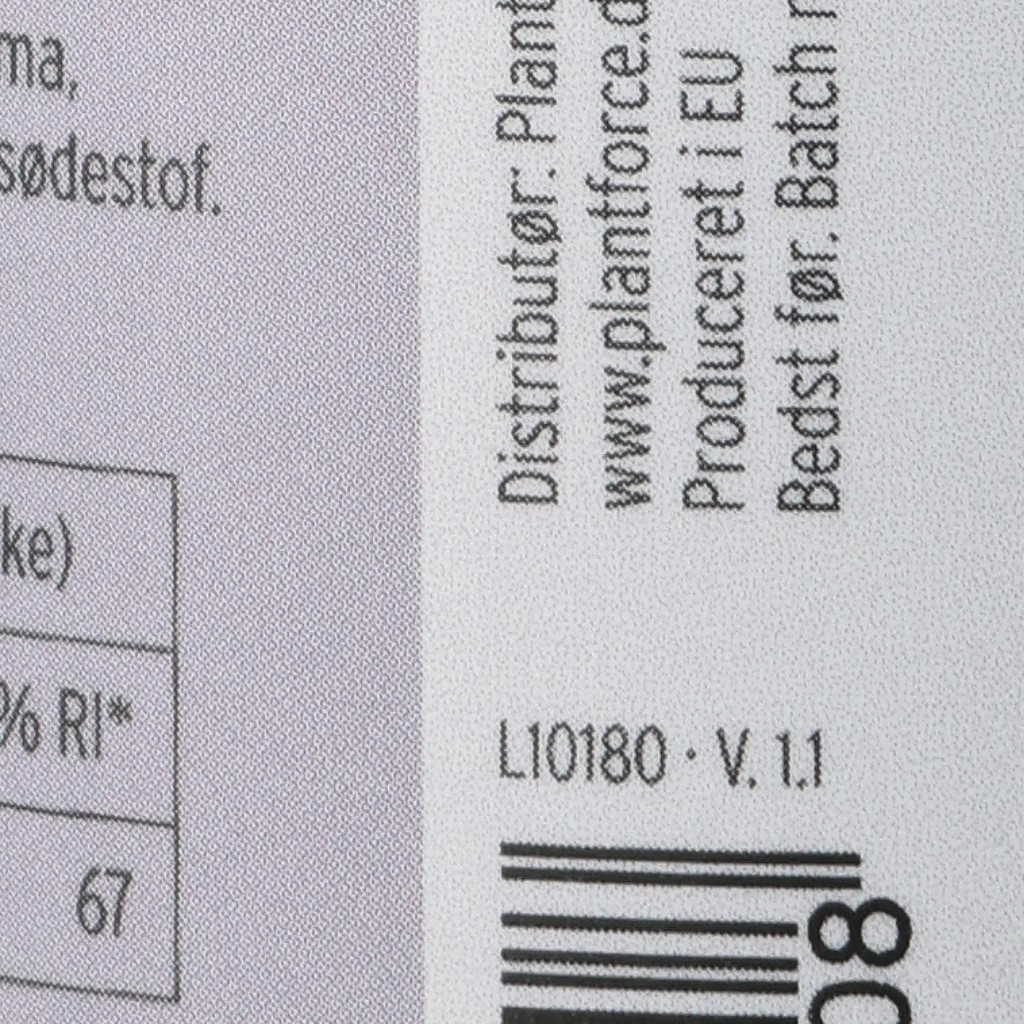 ma,
sødestof.
ke)
% RI*
67
Distributør: Plant
www.plantforce.d
Produceret i EU
Bedst før. Batch
L10180 · V. 1.1
08